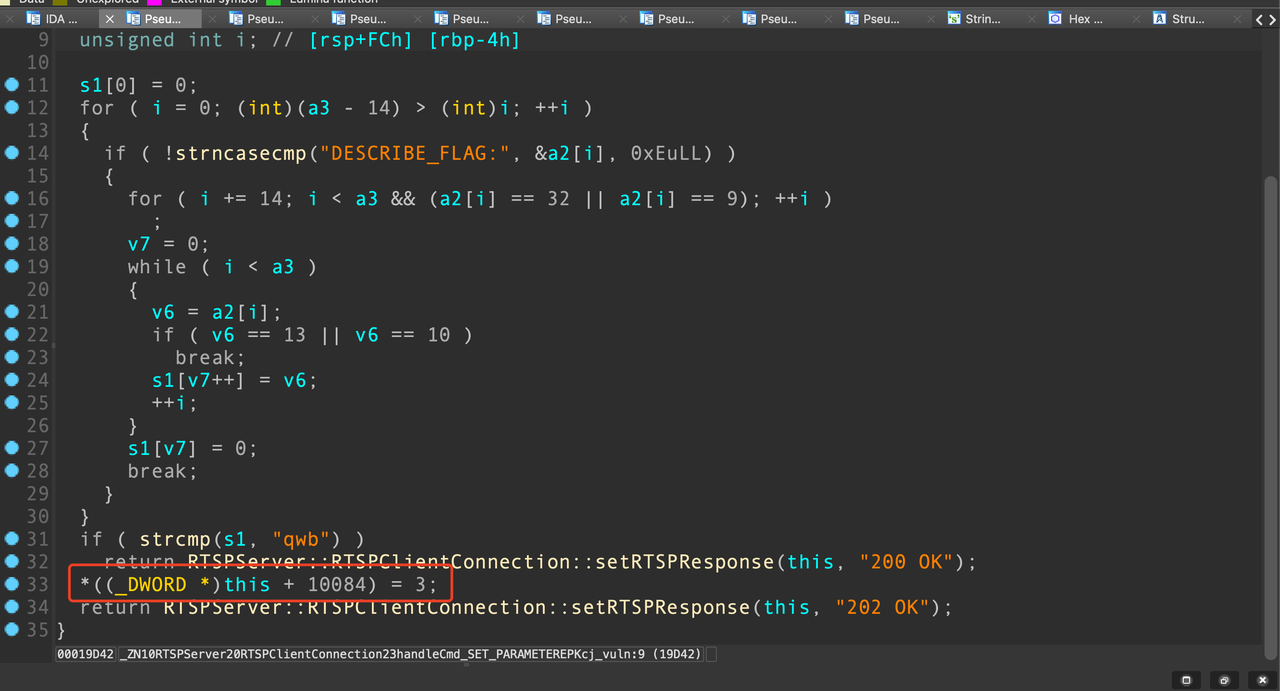 Data Unexplored External symbol Lumina function
IDA ... Pseu... Pseu... Pseu... Pseu... Pseu... Pseu... Pseu... Pseu... Strin... Hex ... Stru...
9 unsigned int i; // [rsp+FCh] [rbp-4h]
10
11 s1[0] = 0;
12 for ( i = 0; (int)(a3 - 14) > (int)i; ++i )
13 {
14 if ( !strncasecmp("DESCRIBE_FLAG:", &a2[i], 0xEuLL) )
15 {
16 for ( i += 14; i < a3 && (a2[i] == 32 || a2[i] == 9); ++i )
17 ;
18 v7 = 0;
19 while ( i < a3 )
20 {
21 v6 = a2[i];
22 if ( v6 == 13 || v6 == 10 )
23 break;
24 s1[v7++] = v6;
25 ++i;
26 }
27 s1[v7] = 0;
28 break;
29 }
30 }
31 if ( strcmp(s1, "qwb") )
32 return RTSPServer::RTSPClientConnection::setRTSPResponse(this, "200 OK");
33 *((_DWORD *)this + 10084) = 3;
34 return RTSPServer::RTSPClientConnection::setRTSPResponse(this, "202 OK");
35 }
00019D42 _ZN10RTSPServer20RTSPClientConnection23handleCmd_SET_PARAMETEREPKcj_vuln:9 (19D42)